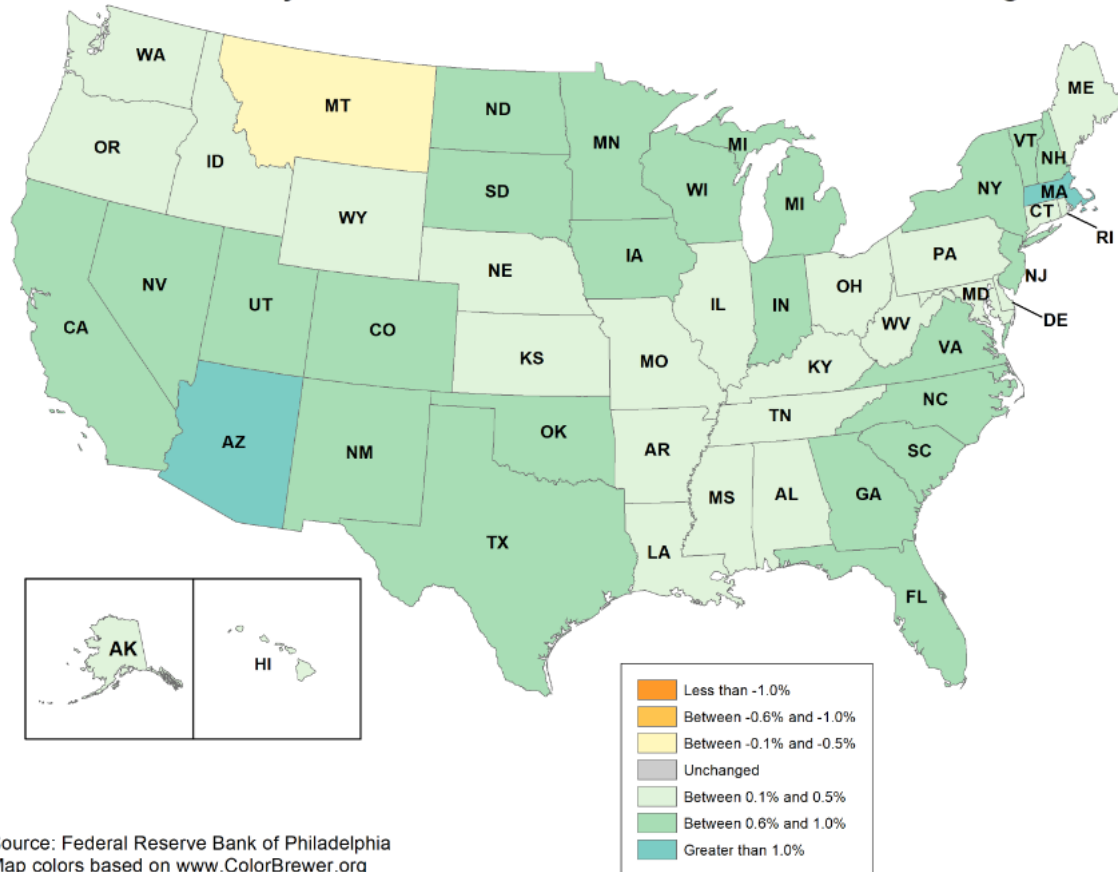 WA
MT
ND
MN
ME
OR
ID
SD
WI
MI
MI
VT
NH
NY
MA
CT
RI
WY
NE
IA
PA
NJ
NV
UT
CO
IL
IN
OH
MD
DE
CA
KS
MO
WV
KY
VA
AZ
NM
OK
AR
TN
NC
SC
TX
LA
MS
AL
GA
FL
AK
HI
Less than -1.0%
Between -0.6% and -1.0%
Between -0.1% and -0.5%
Unchanged
Between 0.1% and 0.5%
Between 0.6% and 1.0%
Greater than 1.0%
ource: Federal Reserve Bank of Philadelphia
Map colors based on www.ColorBrewer.org